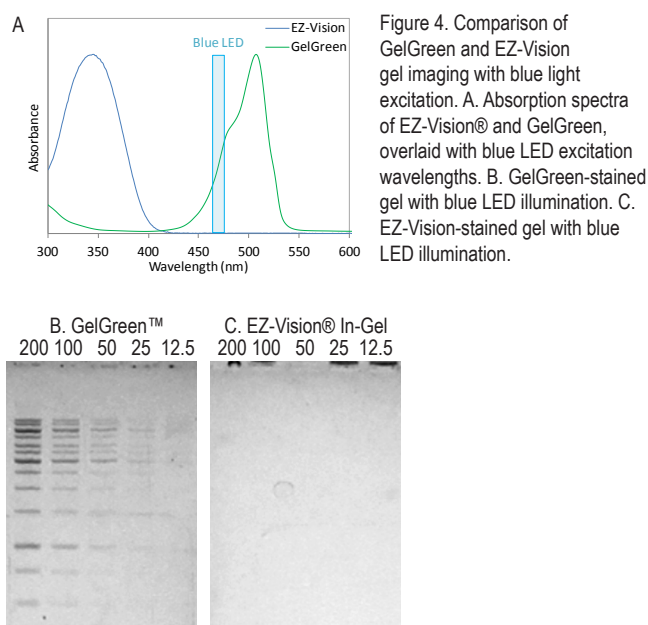 A
Blue LED
EZ-Vision
GelGreen
Absorbance
300 350 400 450 500 550 600
Wavelength (nm)
Figure 4. Comparison of
GelGreen and EZ-Vision
gel imaging with blue light
excitation. A. Absorption spectra
of EZ-Vision® and GelGreen,
overlaid with blue LED excitation
wavelengths. B. GelGreen-stained
gel with blue LED illumination. C.
EZ-Vision-stained gel with blue
LED illumination.
B. GelGreen™
200 100 50 25 12.5
C. EZ-Vision® In-Gel
200 100 50 25 12.5